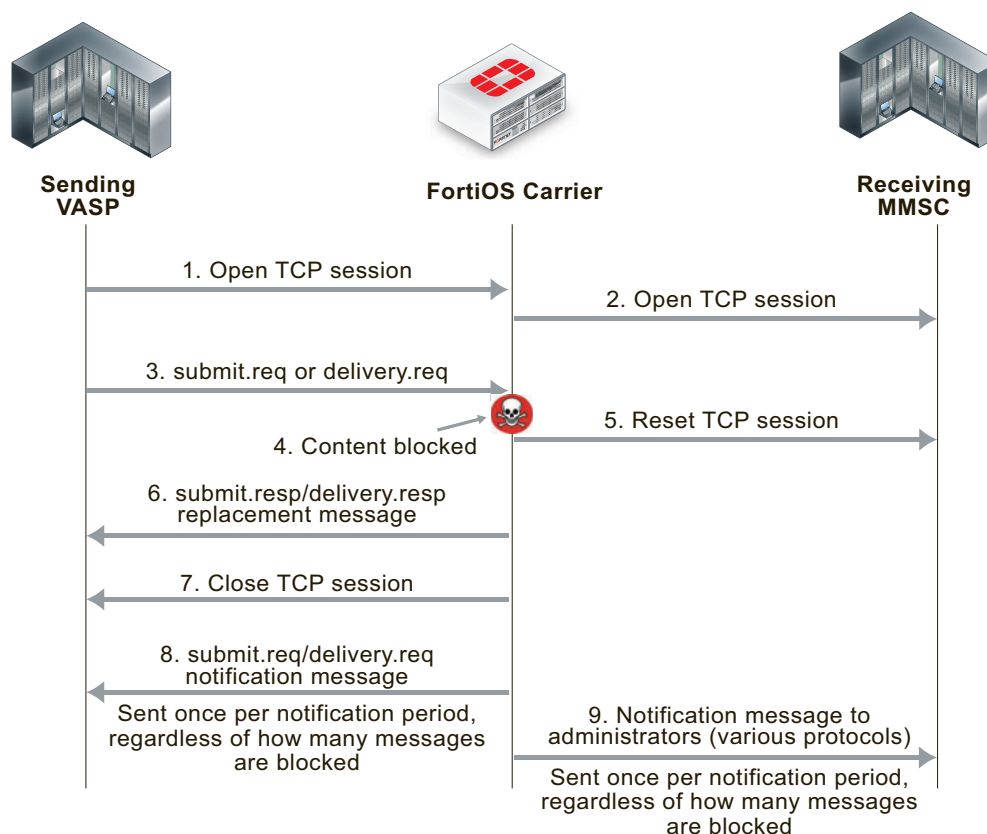 Sending
VASP
FortiOS Carrier
Receiving
MMSC
1. Open TCP session
2. Open TCP session
3. submit.req or delivery.req
4. Content blocked
5. Reset TCP session
6. submit.resp/delivery.resp
replacement message
7. Close TCP session
8. submit.req/delivery.req
notification message
Sent once per notification period,
regardless of how many messages
are blocked
9. Notification message to
administrators (various protocols)
Sent once per notification period,
regardless of how many messages
are blocked